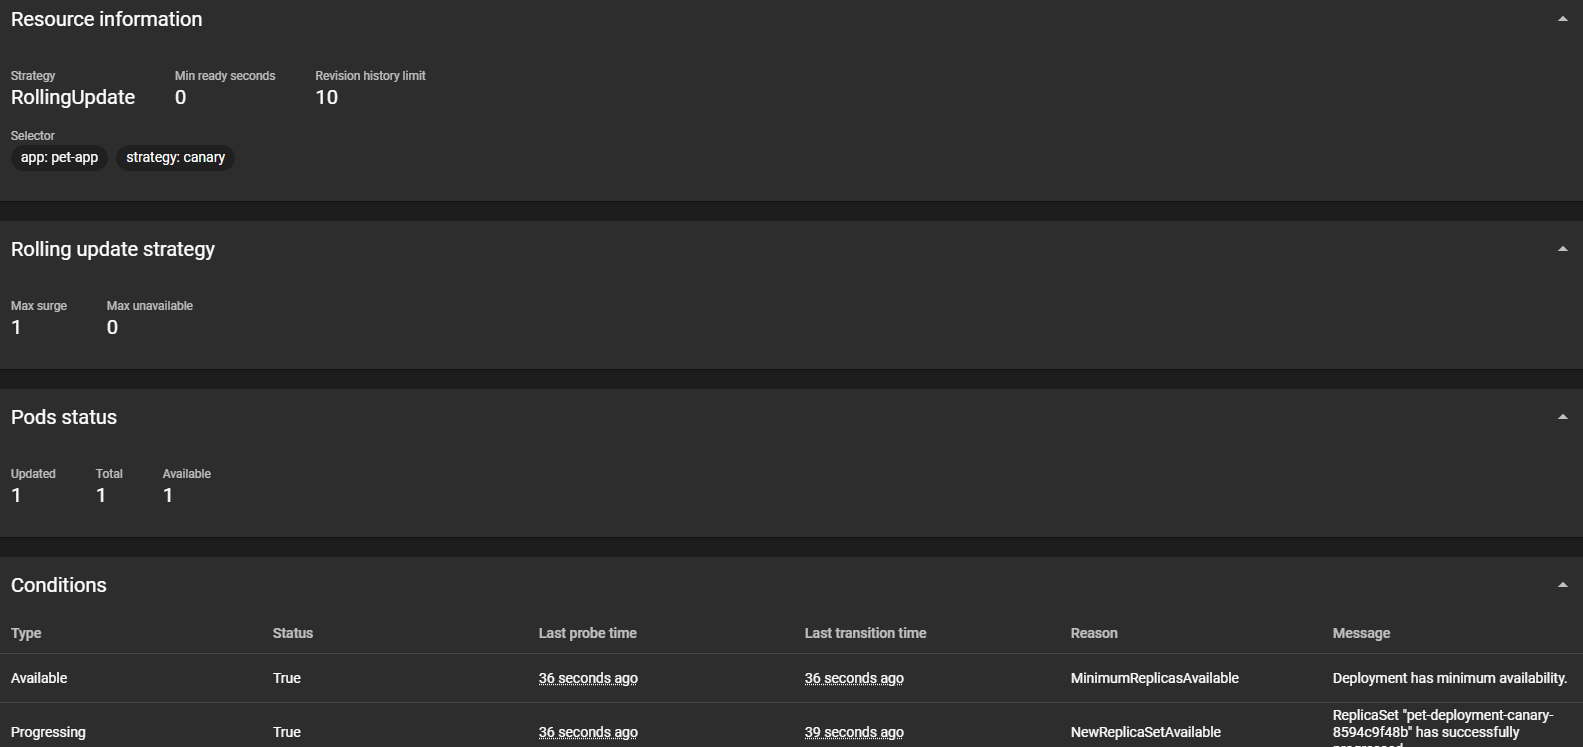 Resource information
Strategy Min ready seconds Revision history limit
RollingUpdate 0 10
Selector
app: pet-app strategy: canary
Rolling update strategy
Max surge Max unavailable
1 0
Pods status
Updated Total Available
1 1 1
Conditions
Type Status Last probe time Last transition time Reason Message
Available True 36 seconds ago 36 seconds ago MinimumReplicasAvailable Deployment has minimum availability.
Progressing True 36 seconds ago 39 seconds ago NewReplicaSetAvailable ReplicaSet "pet-deployment-canary-
8594c9f48b" has successfully